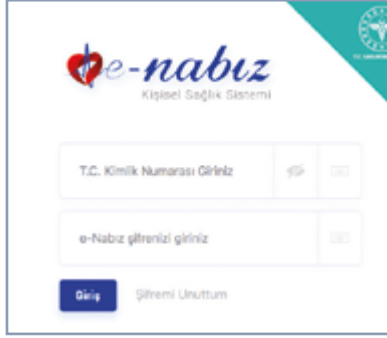 e-nabız
Kişisel Sağlık Sistemi
T.C. Kimlik Numarası Giriniz
e-Nabız şifrenizi giriniz
Giriş
Şifremi Unuttum